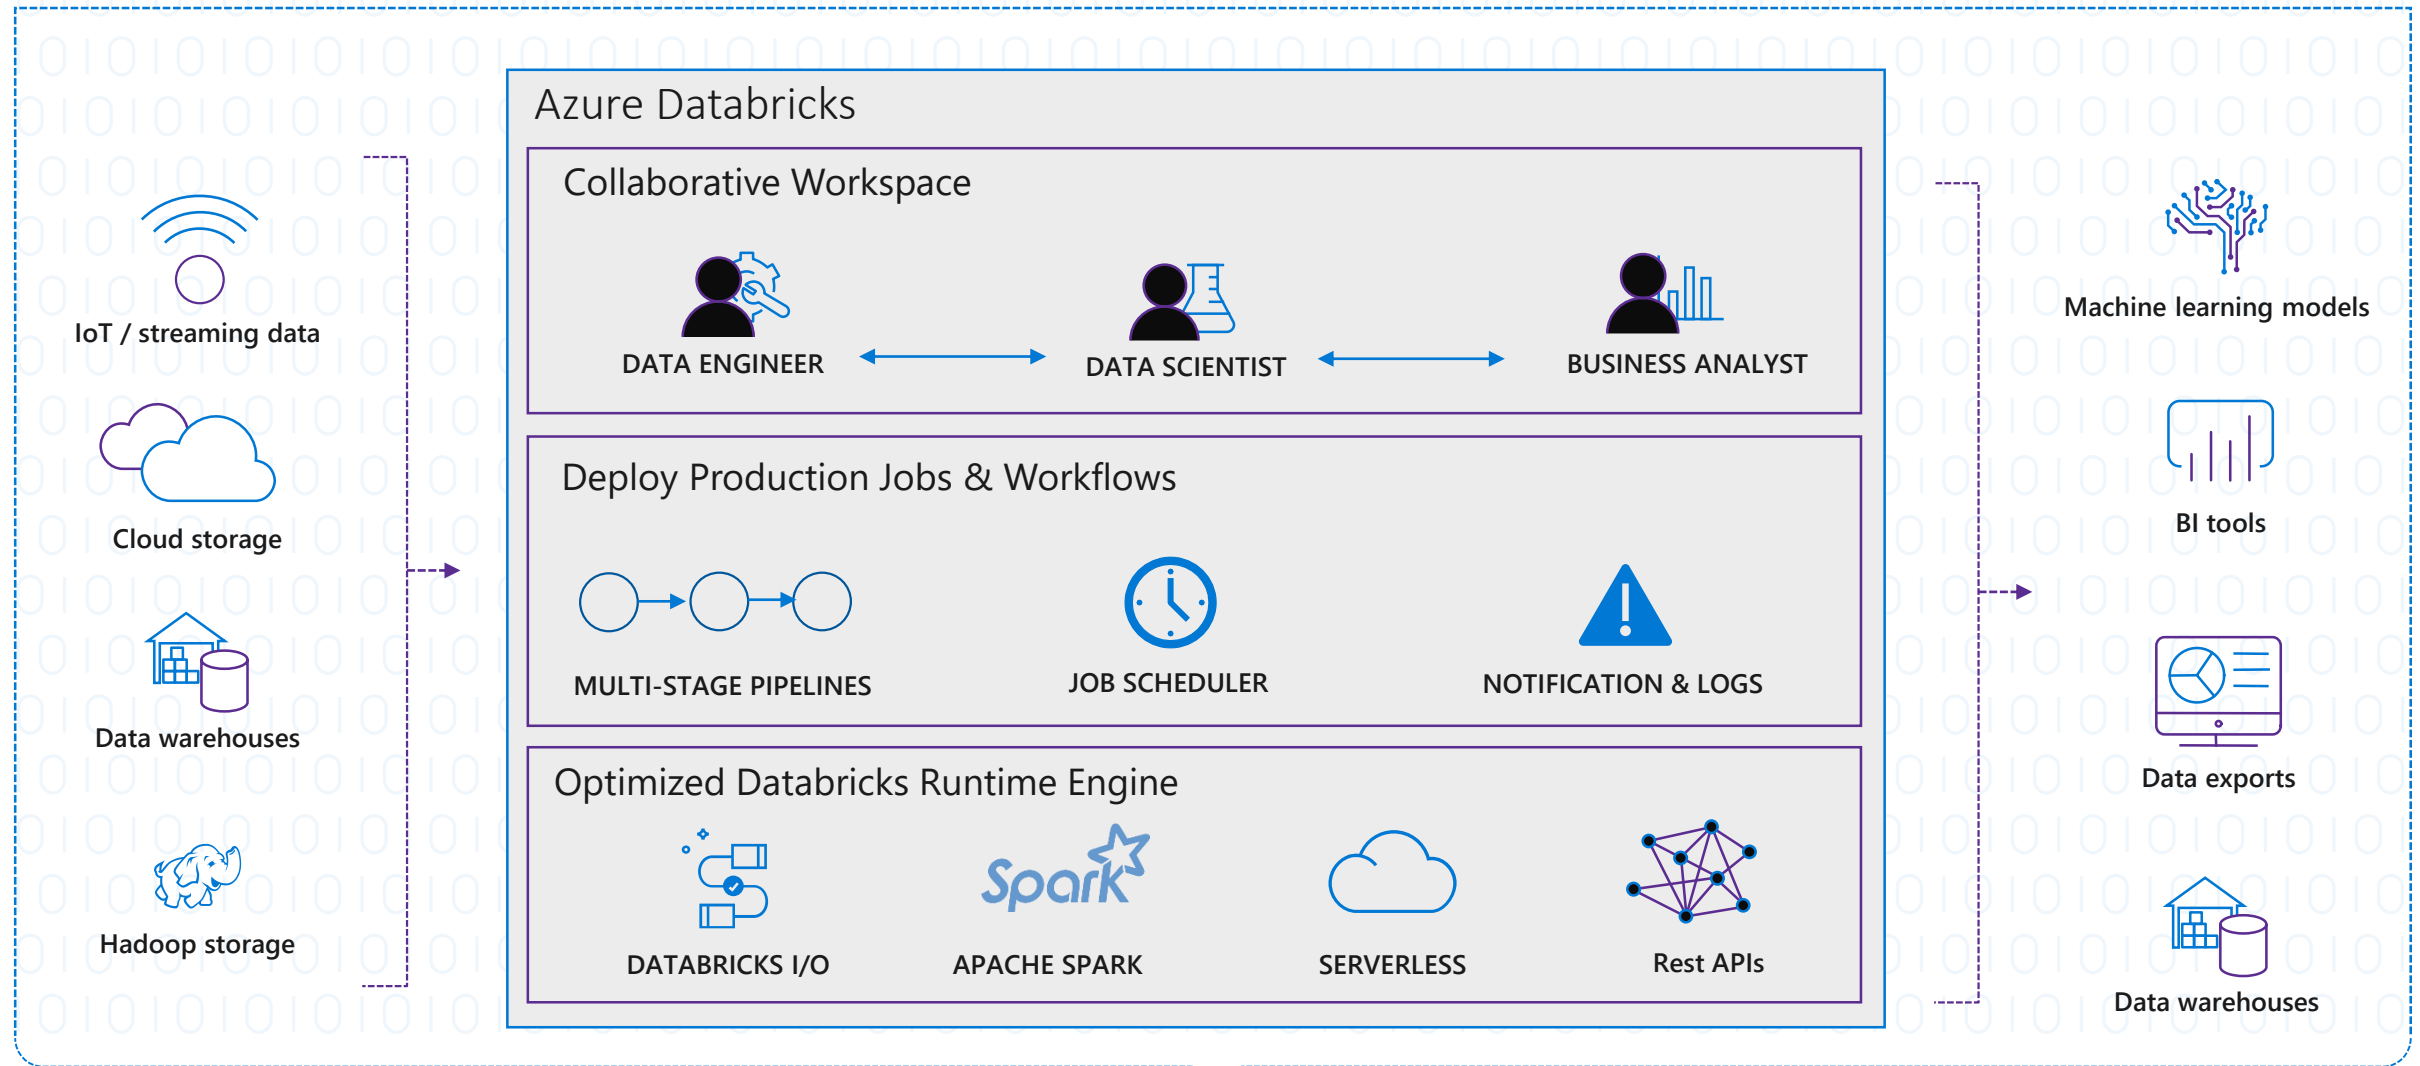 Azure Databricks
Collaborative Workspace
DATA ENGINEER
DATA SCIENTIST
BUSINESS ANALYST
Deploy Production Jobs & Workflows
MULTI-STAGE PIPELINES
JOB SCHEDULER
NOTIFICATION & LOGS
Optimized Databricks Runtime Engine
Spark
DATABRICKS I/O
APACHE SPARK
SERVERLESS
Rest APIs
IoT / streaming data
Cloud storage
Data warehouses
Hadoop storage
Machine learning models
BI tools
Data exports
Data warehouses